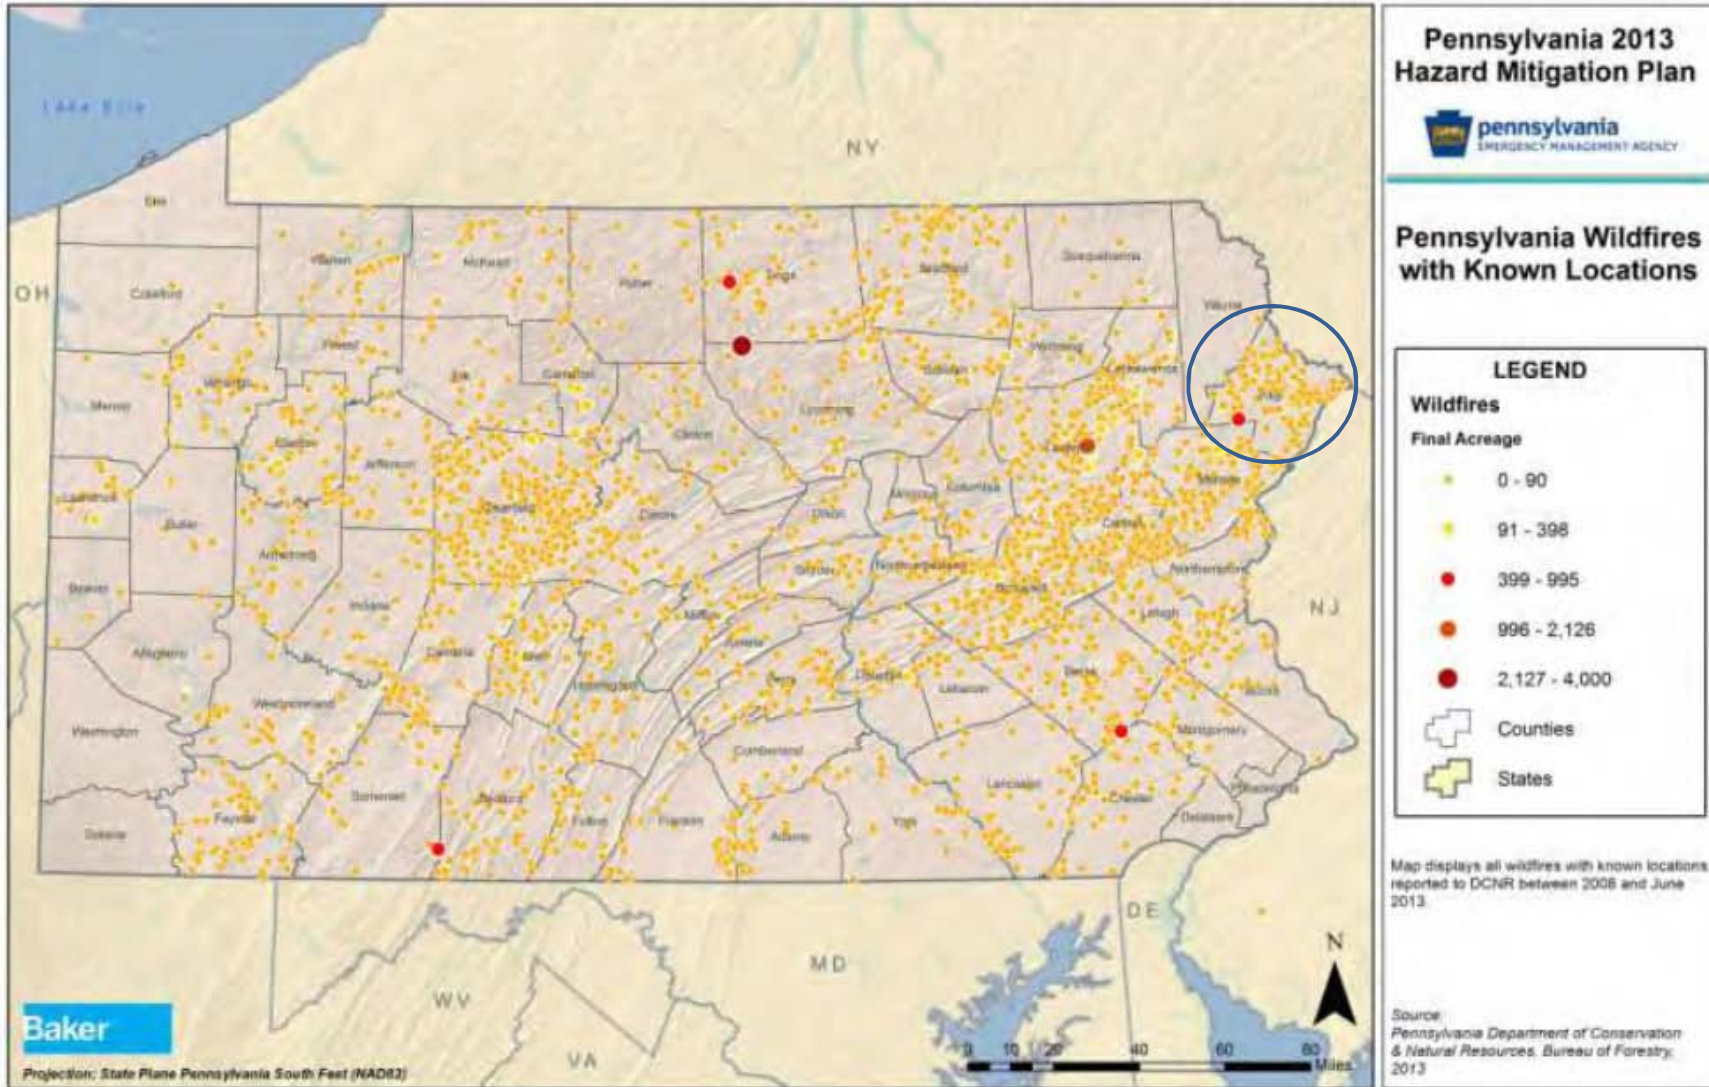 Lake Erie
NY
OH
NJ
MD
DE
WV
VA
Erie
Crawford
Warren
McKean
Potter
Tioga
Bradford
Susquehanna
Wayne
Forest
Elk
Cameron
Mercer
Venango
Clinton
Lycoming
Sullivan
Wyoming
Lackawanna
Pike
Clarion
Jefferson
Lawrence
Butler
Clearfield
Centre
Union
Montour
Columbia
Luzerne
Monroe
Carbon
Armstrong
Beaver
Indiana
Snyder
Northumberland
Schuylkill
Northampton
Lehigh
Allegheny
Cambria
Blair
Mifflin
Juniata
Perry
Dauphin
Lebanon
Berks
Bucks
Westmoreland
Huntingdon
Washington
Cumberland
Montgomery
Lancaster
Chester
Philadelphia
Delaware
Greene
Fayette
Somerset
Bedford
Fulton
Franklin
Adams
York
Baker
Projection: State Plane Pennsylvania South Feet (NAD83)
N
0 10 20 40 60 80
Miles
Pennsylvania 2013
Hazard Mitigation Plan
pennsylvania
EMERGENCY MANAGEMENT AGENCY
Pennsylvania Wildfires
with Known Locations
LEGEND
Wildfires
Final Acreage
0 - 90
91 - 398
399 - 995
996 - 2,126
2,127 - 4,000
Counties
States
Map displays all wildfires with known locations
reported to DCNR between 2008 and June
2013.
Source:
Pennsylvania Department of Conservation
& Natural Resources, Bureau of Forestry,
2013